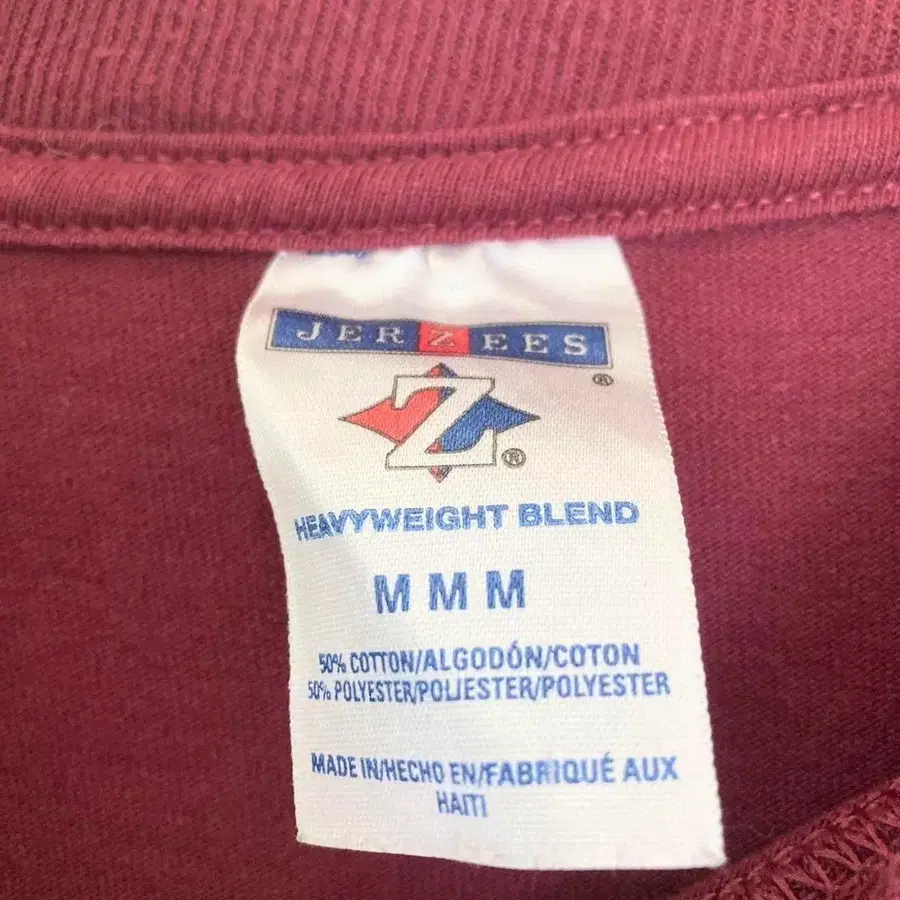 JERZEES
®
Z®
HEAVYWEIGHT BLEND
M M M
50% COTTON/ALGODÓN/COTON
50% POLYESTER/POLIESTER/POLYESTER
MADE IN/HECHO EN/FABRIQUÉ AUX
HAITI